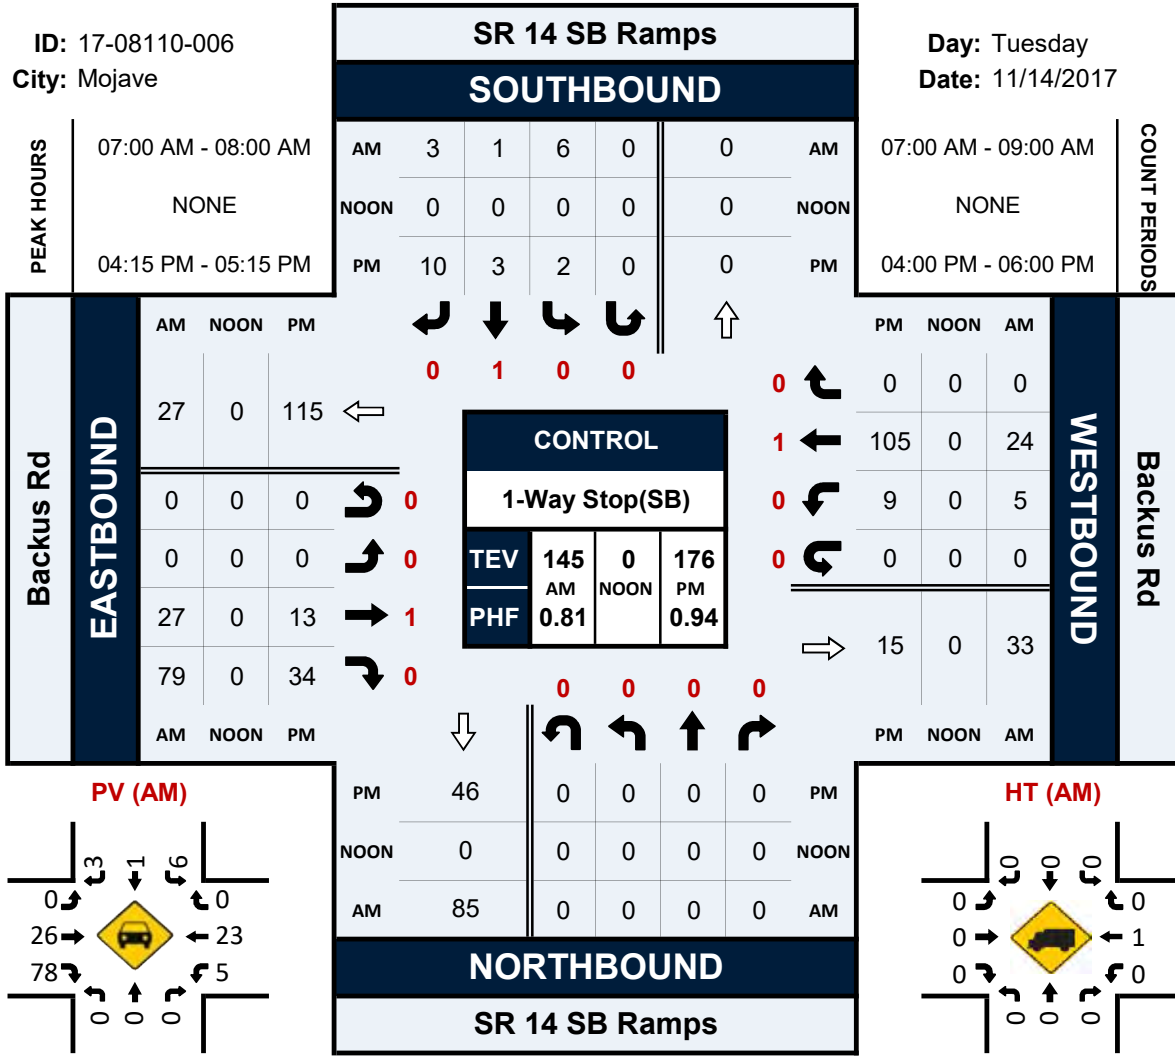 ID: 17-08110-006
City: Mojave
SR 14 SB Ramps
SOUTHBOUND
Day: Tuesday
Date: 11/14/2017
PEAK HOURS
07:00 AM - 08:00 AM
NONE
04:15 PM - 05:15 PM
AM 3 1 6 0 0 AM
NOON 0 0 0 0 0 NOON
PM 10 3 2 0 0 PM
07:00 AM - 09:00 AM
NONE
04:00 PM - 06:00 PM
COUNT PERIODS
0 1 0 0
Backus Rd
EASTBOUND
AM NOON PM
27 0 115
0 0 0 0
0 0 0 0
27 0 13 1
79 0 34 0
AM NOON PM
CONTROL
1-Way Stop(SB)
TEV 145 0 176
AM NOON PM
PHF 0.81 0.94
PM NOON AM
0 0 0 0
1 105 0 24
0 9 0 5
0 0 0 0
15 0 33
PM NOON AM
WESTBOUND
Backus Rd
0 0 0 0
PM 46 0 0 0 0 PM
NOON 0 0 0 0 0 NOON
AM 85 0 0 0 0 AM
NORTHBOUND
SR 14 SB Ramps
PV (AM)
3 1 6
0 0
26 23
78 5
0 0 0
HT (AM)
0 0 0
0 0
0 1
0 0
0 0 0